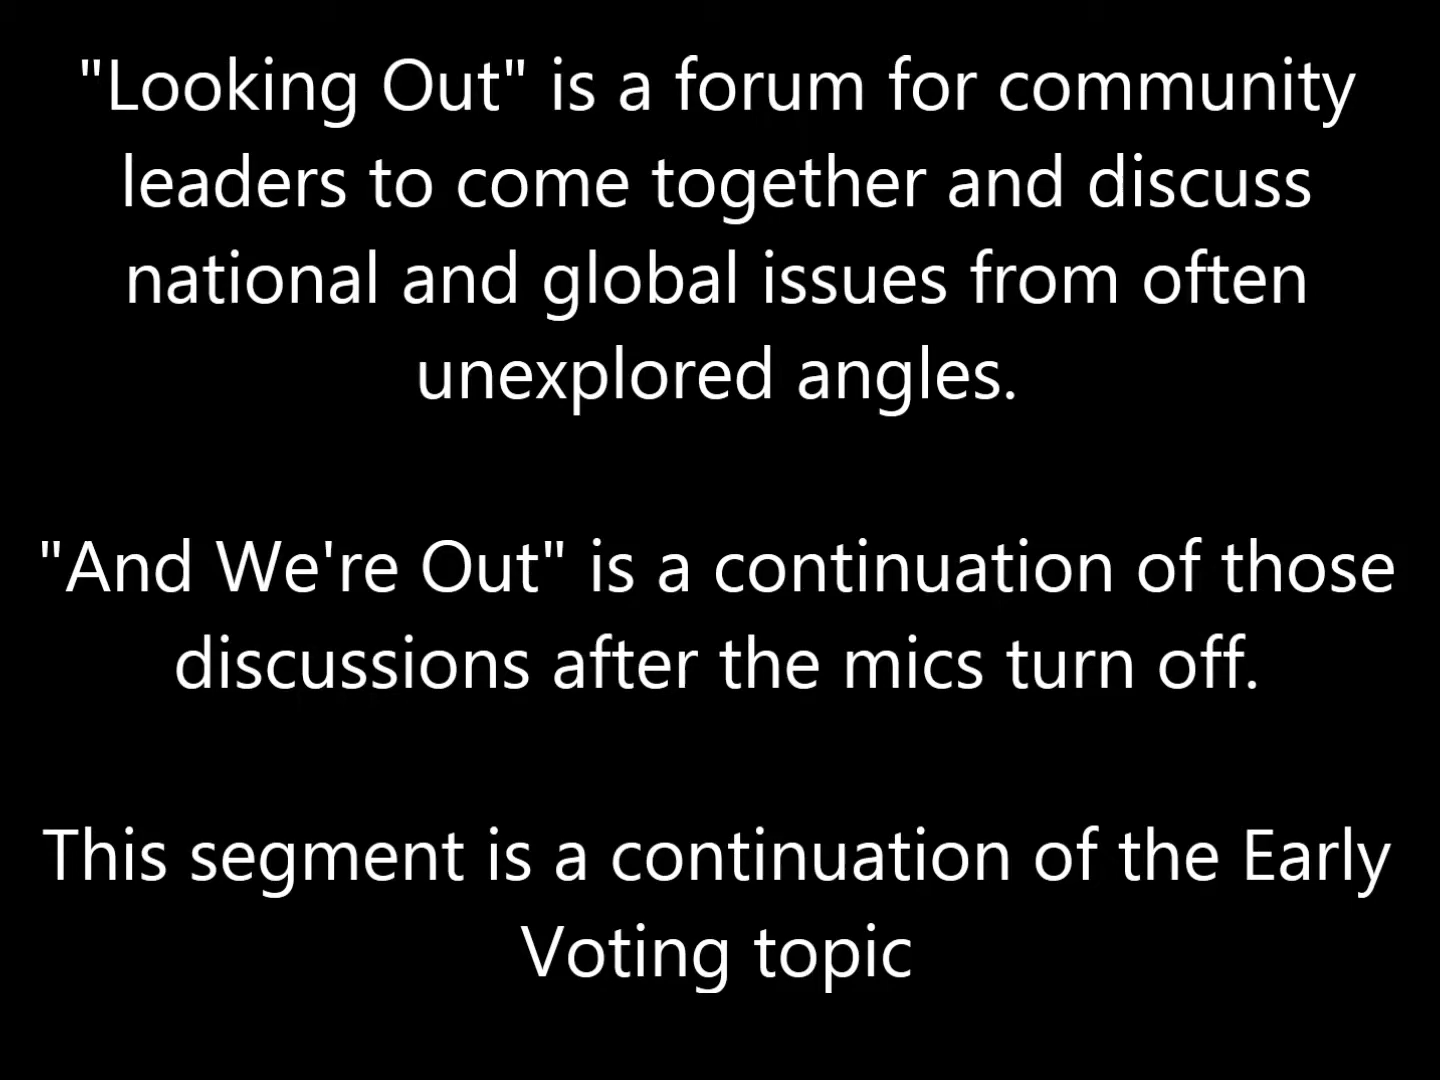 "Looking Out" is a forum for community
leaders to come together and discuss
national and global issues from often
unexplored angles.
"And We're Out" is a continuation of those
discussions after the mics turn off.
This segment is a continuation of the Early
Voting topic